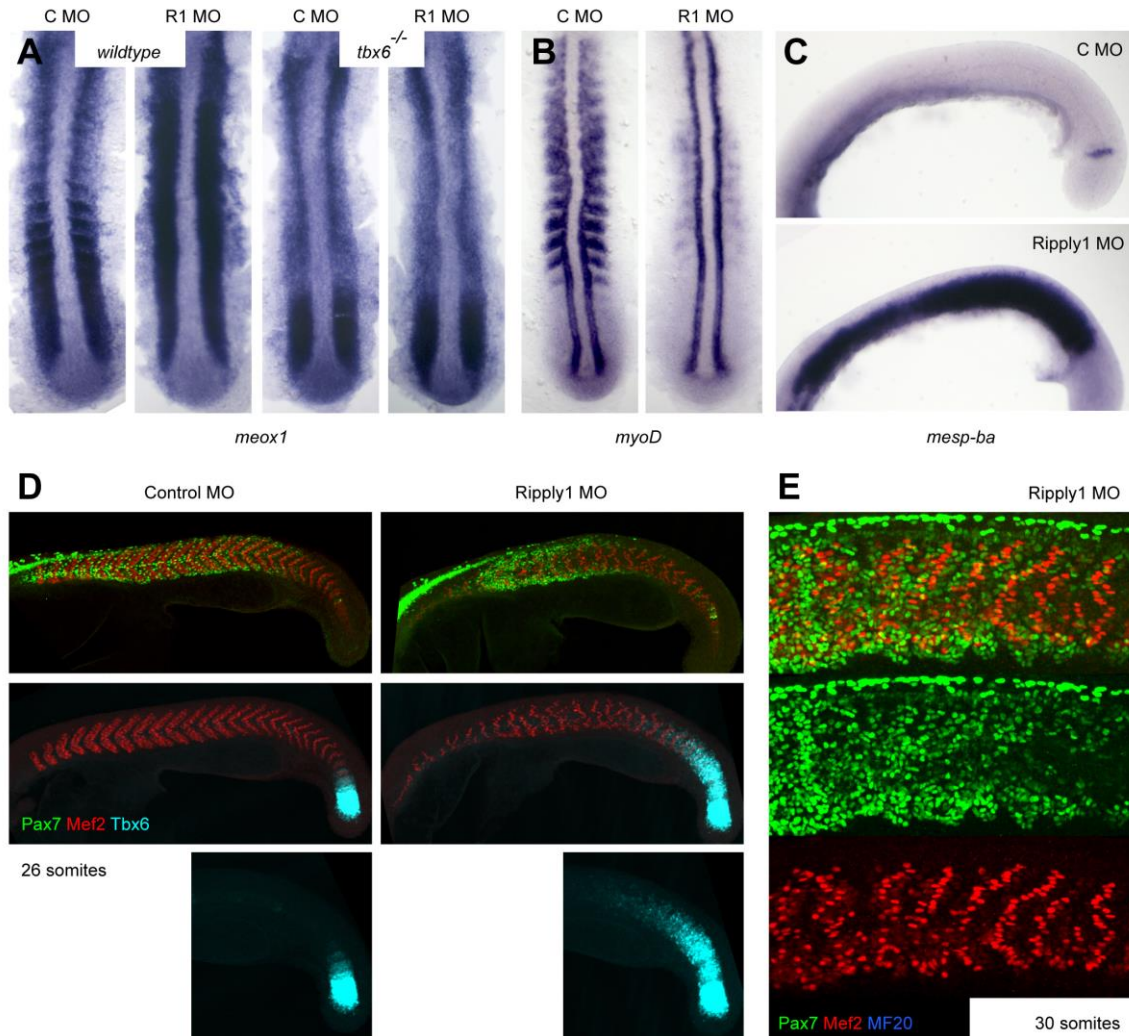 C MO R1 MO C MO R1 MO C MO R1 MO
A wildtype tbx6-/- B C
C MO
Ripply1 MO
meox1 myoD mesp-ba
D Control MO Ripply1 MO E Ripply1 MO
Pax7 Mef2 Tbx6
26 somites
Pax7 Mef2 MF20 30 somites